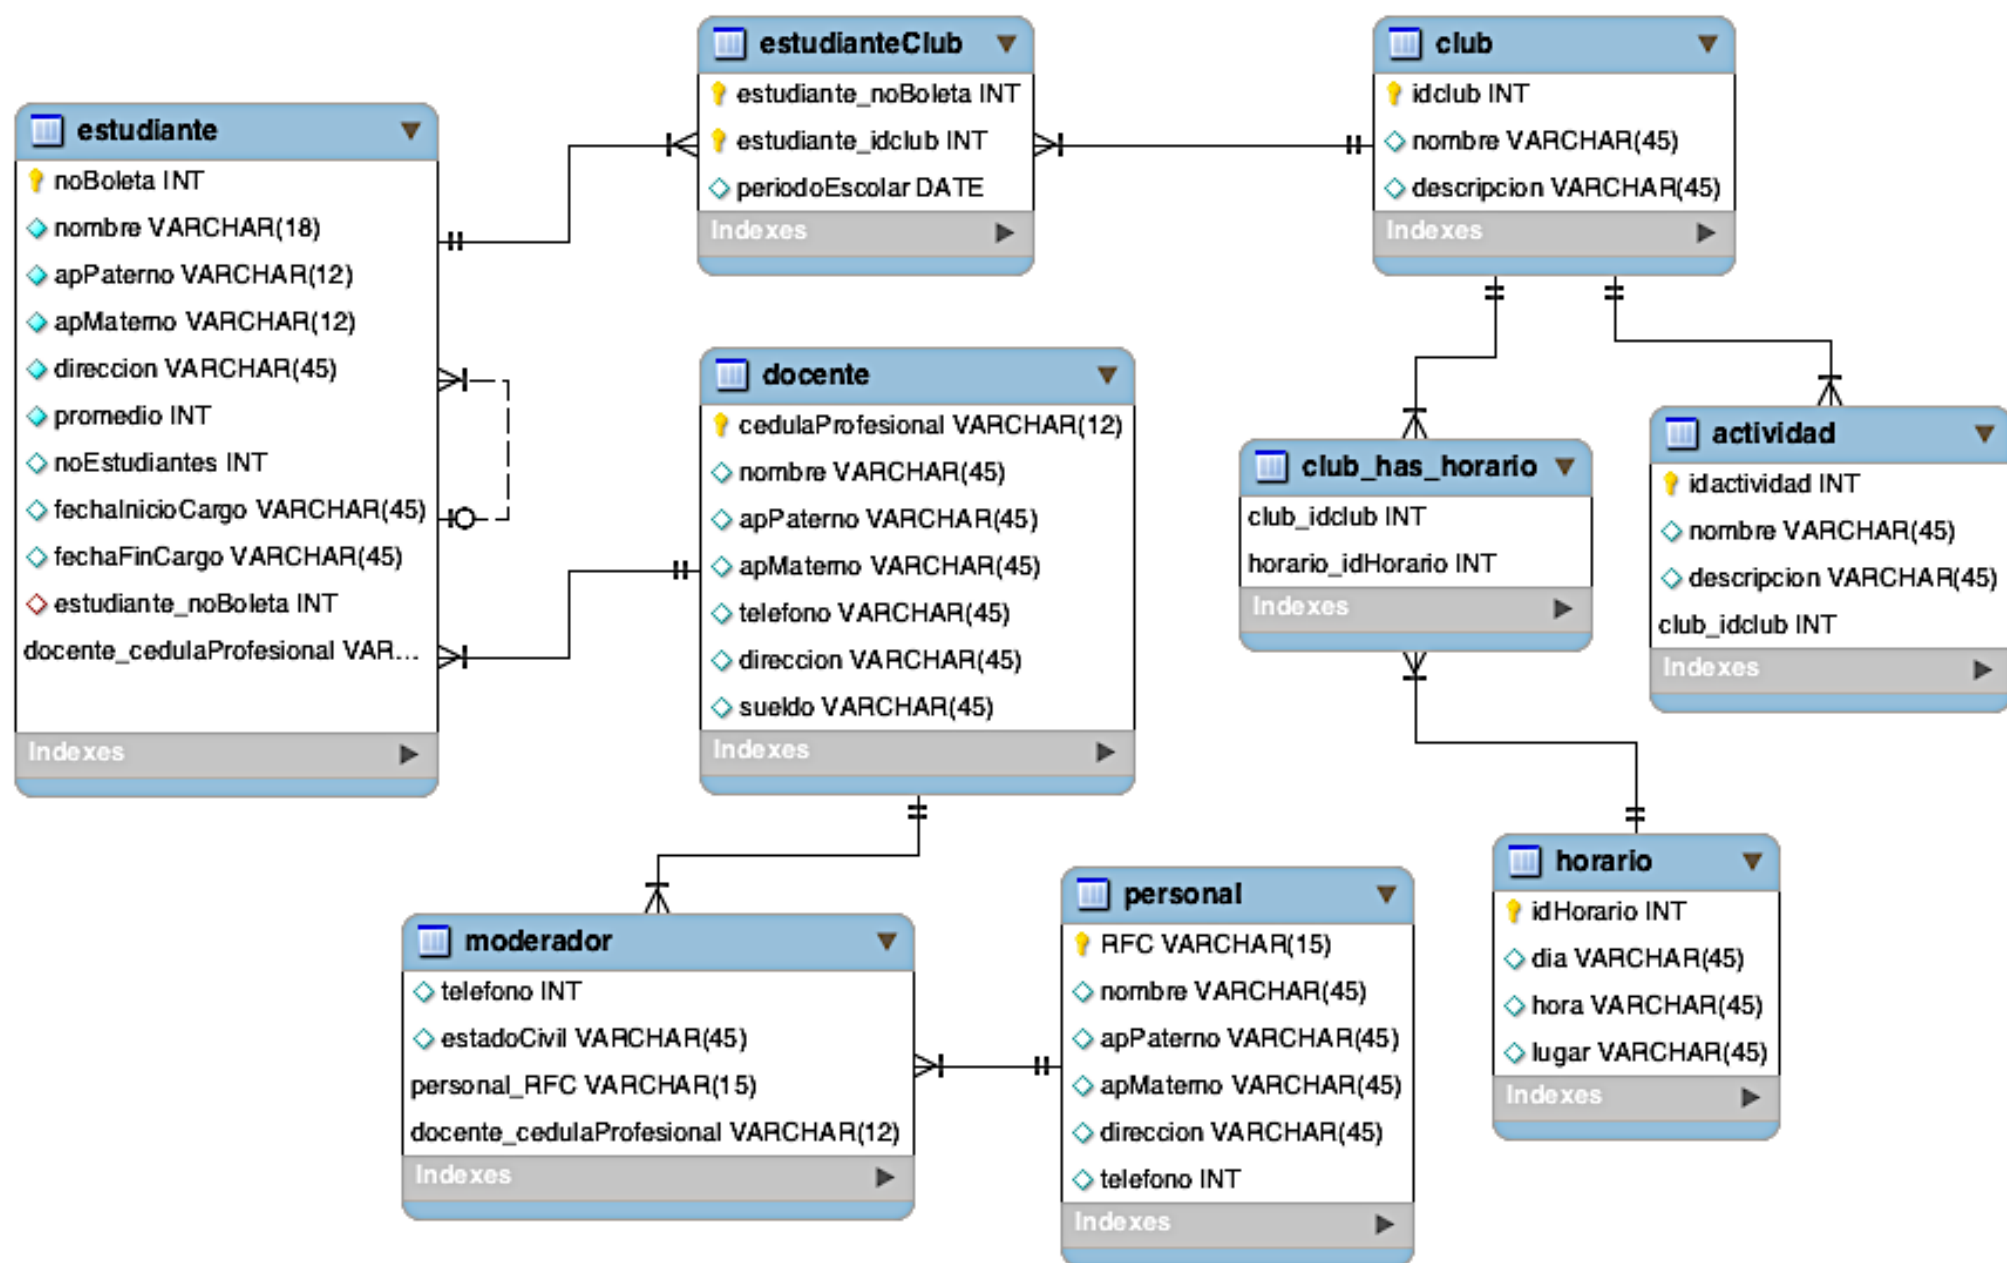 estudiante
noBoleta INT
nombre VARCHAR(18)
apPaterno VARCHAR(12)
apMaterno VARCHAR(12)
direccion VARCHAR(45)
promedio INT
noEstudiantes INT
fechaInicioCargo VARCHAR(45)
fechaFinCargo VARCHAR(45)
estudiante_noBoleta INT
docente_cedulaProfesional VAR...
Indexes
estudianteClub
estudiante_noBoleta INT
estudiante_idclub INT
periodoEscolar DATE
Indexes
club
idclub INT
nombre VARCHAR(45)
descripcion VARCHAR(45)
Indexes
docente
cedulaProfesional VARCHAR(12)
nombre VARCHAR(45)
apPaterno VARCHAR(45)
apMaterno VARCHAR(45)
telefono VARCHAR(45)
direccion VARCHAR(45)
sueldo VARCHAR(45)
Indexes
club_has_horario
club_idclub INT
horario_idHorario INT
Indexes
actividad
idactividad INT
nombre VARCHAR(45)
descripcion VARCHAR(45)
club_idclub INT
Indexes
moderador
telefono INT
estadoCivil VARCHAR(45)
personal_RFC VARCHAR(15)
docente_cedulaProfesional VARCHAR(12)
Indexes
personal
RFC VARCHAR(15)
nombre VARCHAR(45)
apPaterno VARCHAR(45)
apMaterno VARCHAR(45)
direccion VARCHAR(45)
telefono INT
Indexes
horario
idHorario INT
dia VARCHAR(45)
hora VARCHAR(45)
lugar VARCHAR(45)
Indexes